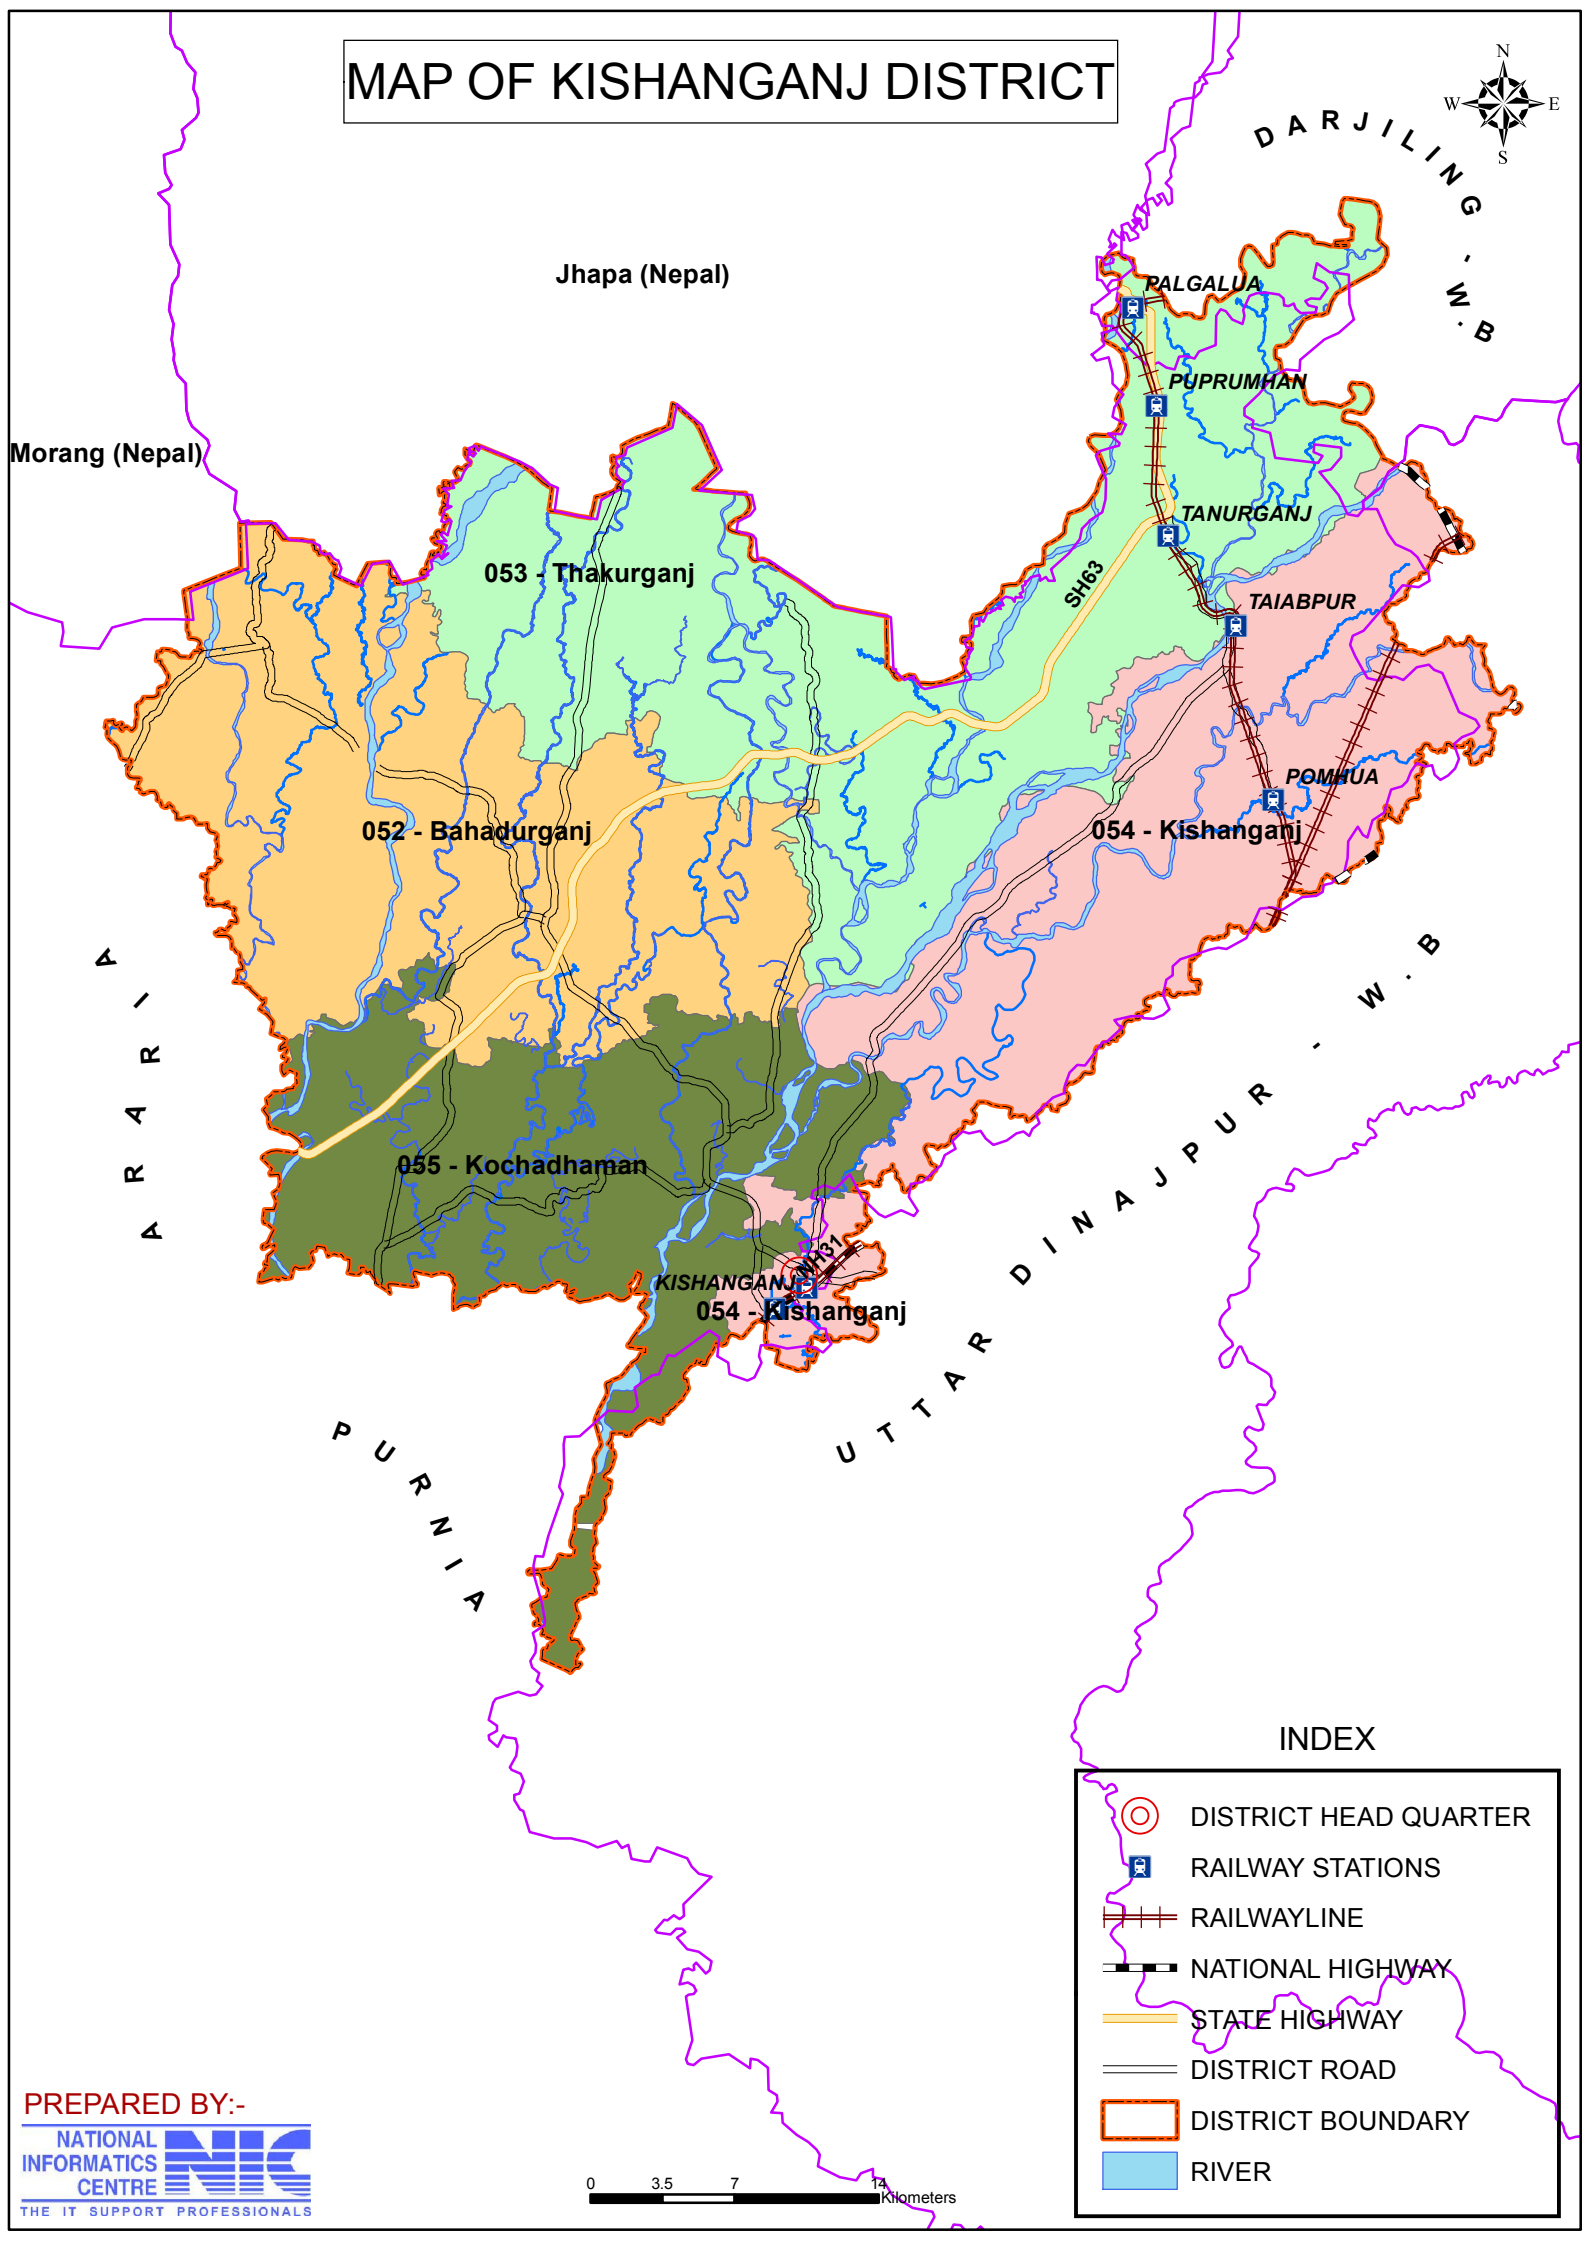 MAP OF KISHANGANJ DISTRICT
N
W E
S
DARJILING - W.B
Jhapa (Nepal)
PALGALUA
PUPRUMHAN
Morang (Nepal)
TANURGANJ
053 - Thakurganj
SH63
TAIABPUR
POMHUA
052 - Bahadurganj
054 - Kishanganj
ARARIA
055 - Kochadhaman
NH31
KISHANGANJ
054 - Kishanganj
UTTAR DINAJPUR - W.B
PURNIA
INDEX
DISTRICT HEAD QUARTER
RAILWAY STATIONS
RAILWAYLINE
NATIONAL HIGHWAY
STATE HIGHWAY
DISTRICT ROAD
DISTRICT BOUNDARY
RIVER
PREPARED BY:-
NATIONAL
INFORMATICS
CENTRE
NIC
THE IT SUPPORT PROFESSIONALS
0 3.5 7 14
Kilometers